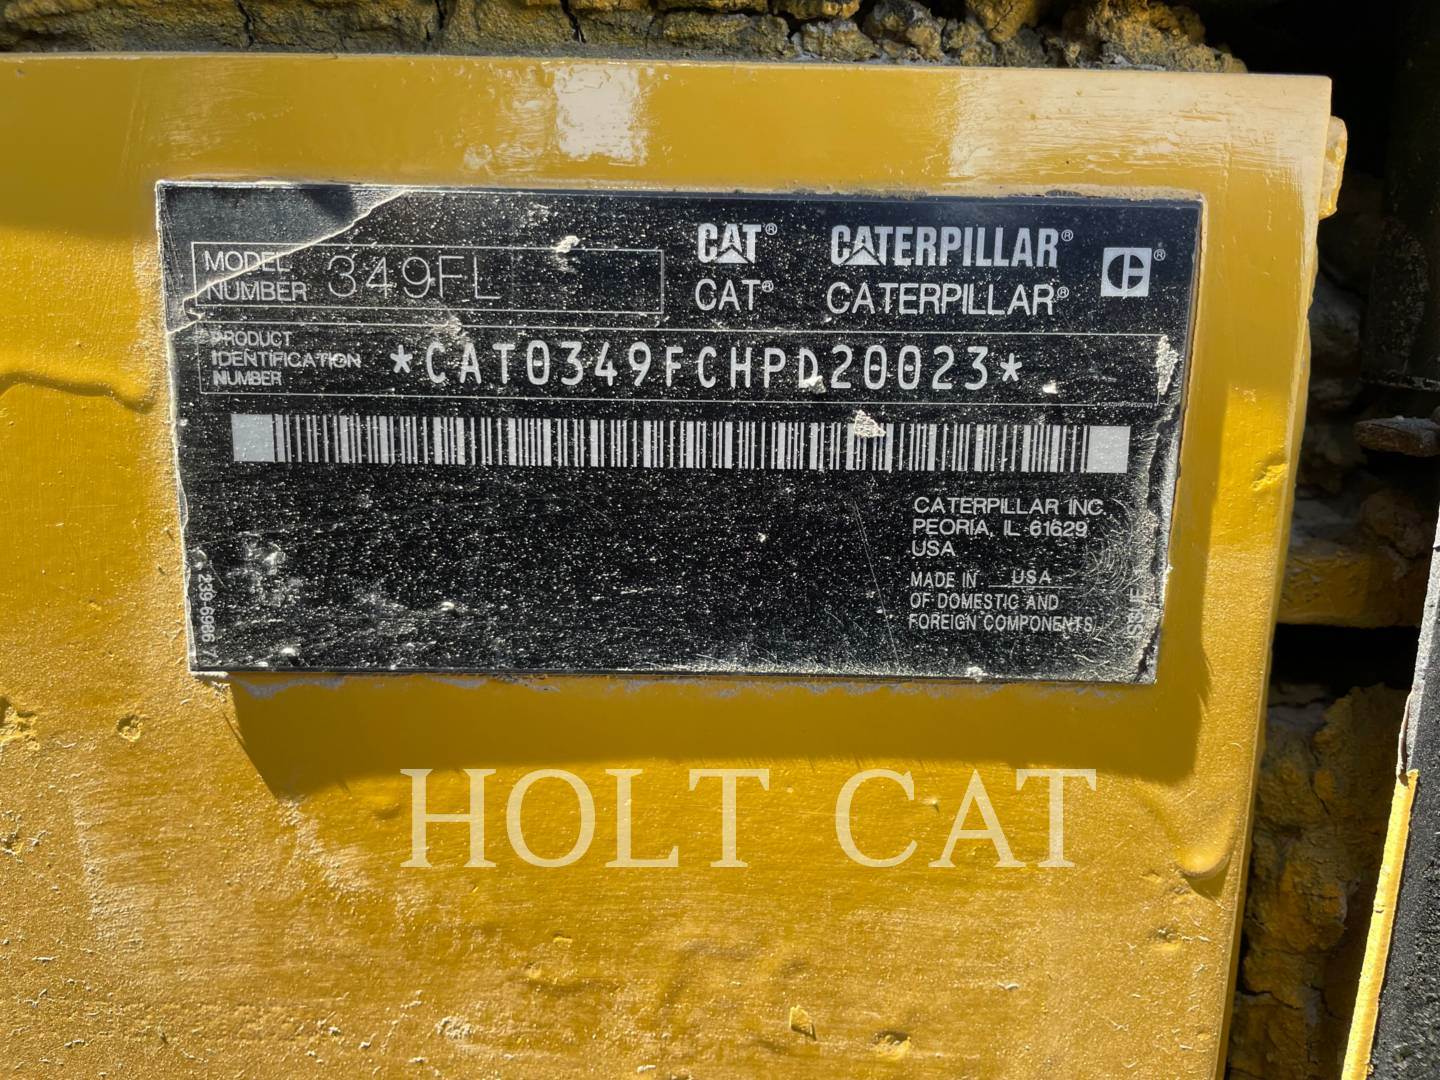 MODEL NUMBER 349FL
CAT® CATERPILLAR®
CAT® CATERPILLAR®
PRODUCT
IDENTIFICATION
NUMBER
*CAT0349FCHPD20023*
CATERPILLAR INC.
PEORIA, IL 61629
USA
MADE IN USA
OF DOMESTIC AND
FOREIGN COMPONENTS
HOLT CAT